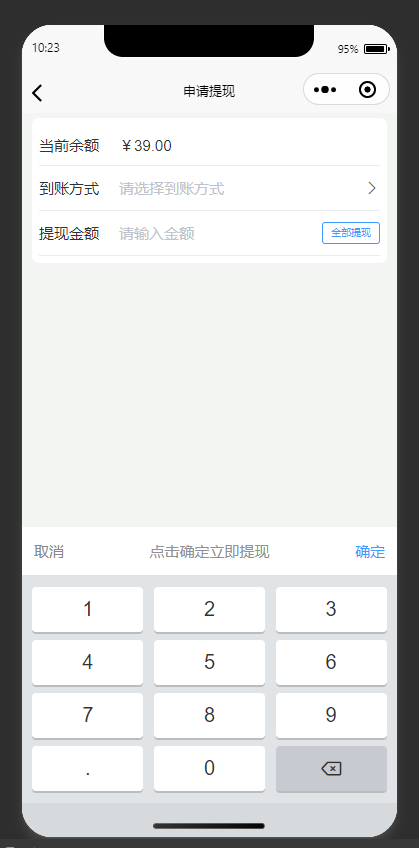 10:23
95%
申请提现
当前余额 ￥39.00
到账方式 请选择到账方式
提现金额 请输入金额 全部提现
取消 点击确定立即提现 确定
1 2 3
4 5 6
7 8 9
. 0